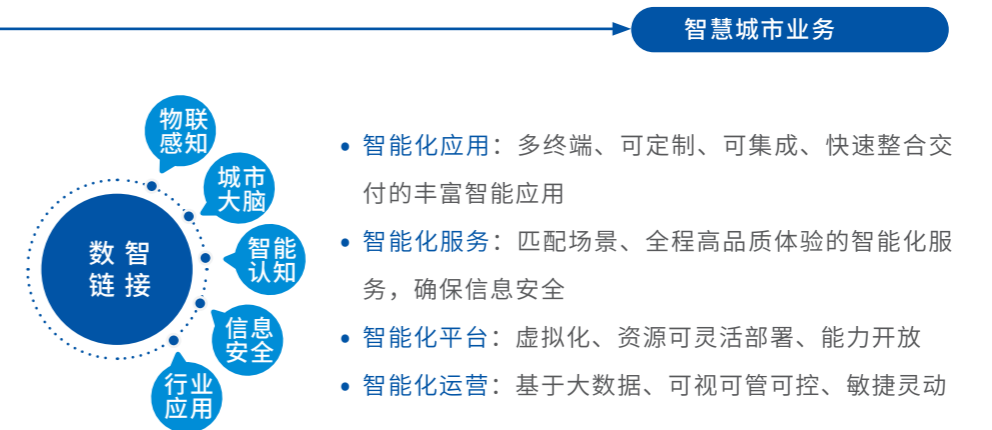 智慧城市业务
物联
感知
城市
大脑
智能
认知
信息
安全
行业
应用
数智
链接
• 智能化应用：多终端、可定制、可集成、快速整合交
付的丰富智能应用
• 智能化服务：匹配场景、全程高品质体验的智能化服
务，确保信息安全
• 智能化平台：虚拟化、资源可灵活部署、能力开放
• 智能化运营：基于大数据、可视可管可控、敏捷灵动